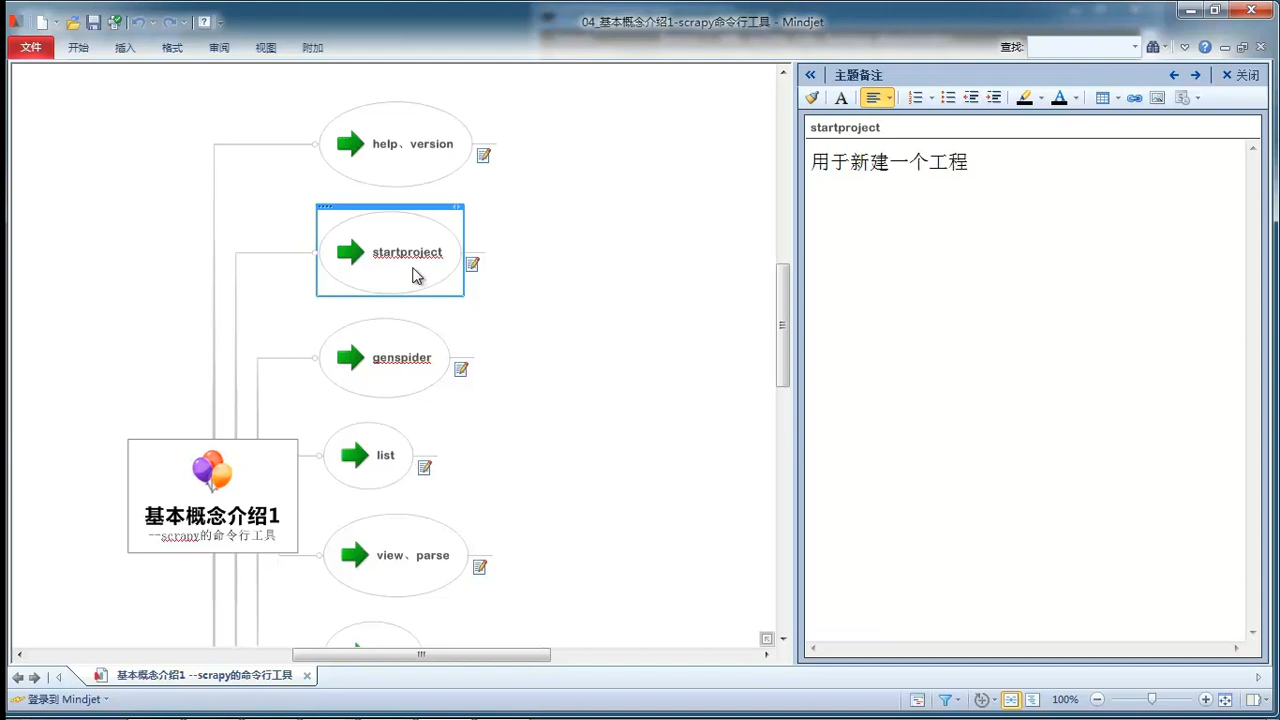 04_基本概念介绍1-scrapy命令行工具 - Mindjet
文件 开始 插入 格式 审阅 视图 附加
查找:
主题备注
关闭
startproject
用于新建一个工程
help、version
startproject
genspider
list
view、parse
基本概念介绍1
--scrapy的命令行工具
基本概念介绍1 --scrapy的命令行工具
登录到 Mindjet
100%